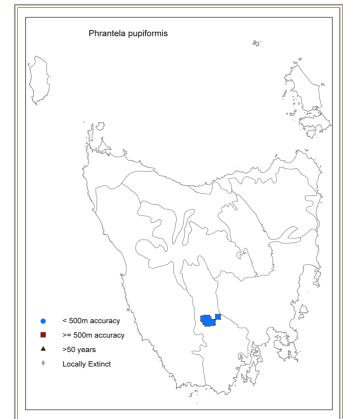 Phrantela pupiformis
< 500m accuracy
>= 500m accuracy
>50 years
Locally Extinct